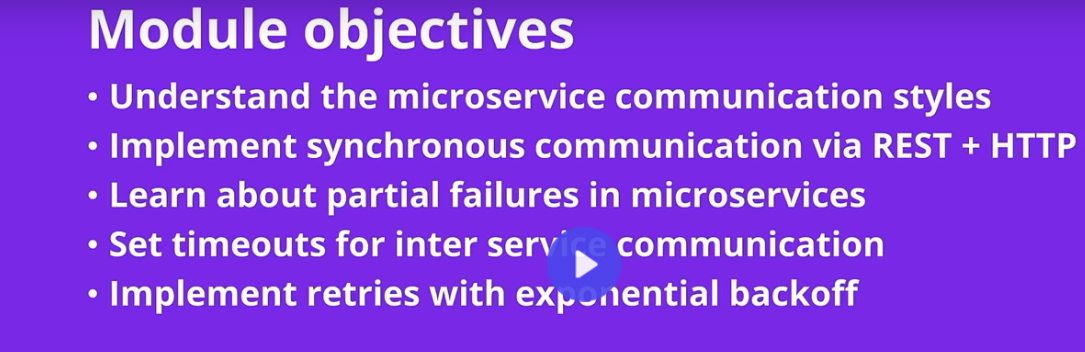 Module objectives
• Understand the microservice communication styles
• Implement synchronous communication via REST + HTTP
• Learn about partial failures in microservices
• Set timeouts for inter service communication
• Implement retries with exponential backoff